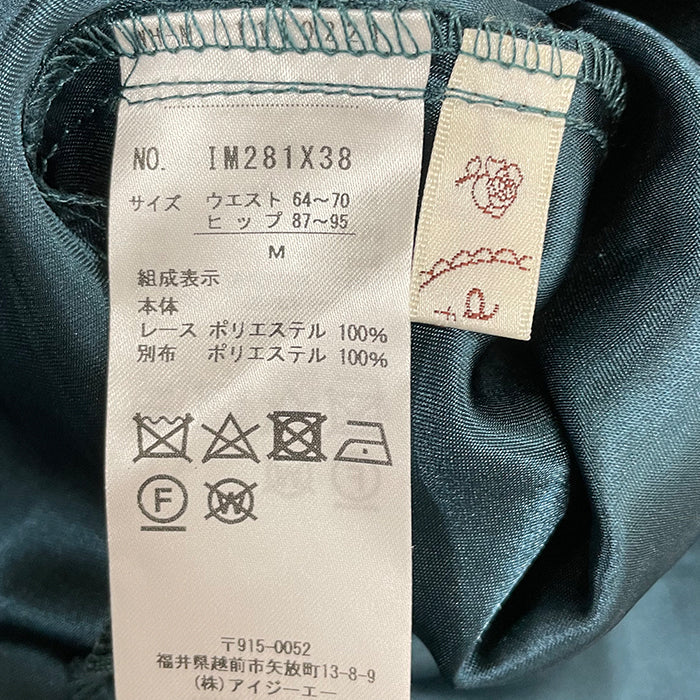 NO. IM281X38
サイズ ウエスト 64~70
ヒップ 87~95
M
組成表示
本体
レース ポリエステル 100%
別布 ポリエステル 100%
F
W
〒915-0052
福井県越前市矢放町13-8-9
(株)アイジーエー